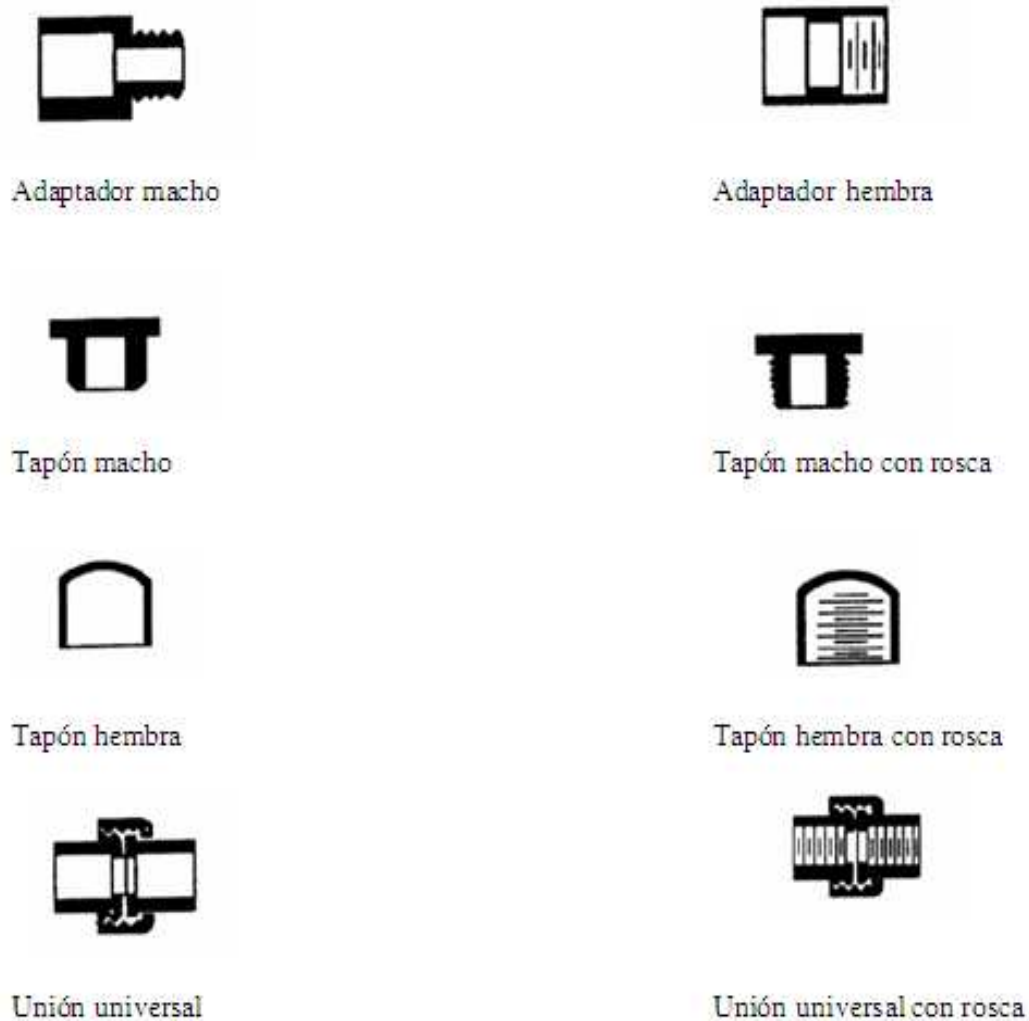 Adaptador macho
Adaptador hembra
Tapón macho
Tapón macho con rosca
Tapón hembra
Tapón hembra con rosca
Unión universal
Unión universal con rosca